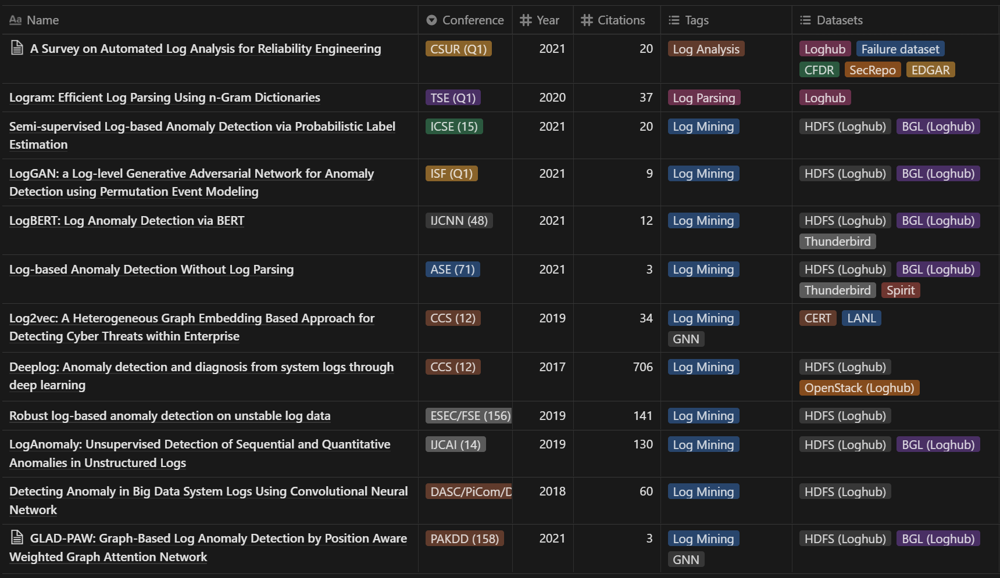 Aa Name Conference Year Citations Tags Datasets
A Survey on Automated Log Analysis for Reliability Engineering CSUR (Q1) 2021 20 Log Analysis Loghub Failure dataset
CFDR SecRepo EDGAR
Logram: Efficient Log Parsing Using n-Gram Dictionaries TSE (Q1) 2020 37 Log Parsing Loghub
Semi-supervised Log-based Anomaly Detection via Probabilistic Label ICSE (15) 2021 20 Log Mining HDFS (Loghub) BGL (Loghub)
Estimation
LogGAN: a Log-level Generative Adversarial Network for Anomaly ISF (Q1) 2021 9 Log Mining HDFS (Loghub) BGL (Loghub)
Detection using Permutation Event Modeling
LogBERT: Log Anomaly Detection via BERT IJCNN (48) 2021 12 Log Mining HDFS (Loghub) BGL (Loghub)
Thunderbird
Log-based Anomaly Detection Without Log Parsing ASE (71) 2021 3 Log Mining HDFS (Loghub) BGL (Loghub)
Thunderbird Spirit
Log2vec: A Heterogeneous Graph Embedding Based Approach for CCS (12) 2019 34 Log Mining CERT LANL
Detecting Cyber Threats within Enterprise GNN
Deeplog: Anomaly detection and diagnosis from system logs through CCS (12) 2017 706 Log Mining HDFS (Loghub)
deep learning OpenStack (Loghub)
Robust log-based anomaly detection on unstable log data ESEC/FSE (156) 2019 141 Log Mining HDFS (Loghub)
LogAnomaly: Unsupervised Detection of Sequential and Quantitative IJCAI (14) 2019 130 Log Mining HDFS (Loghub) BGL (Loghub)
Anomalies in Unstructured Logs
Detecting Anomaly in Big Data System Logs Using Convolutional Neural DASC/PiCom/D 2018 60 Log Mining HDFS (Loghub)
Network
GLAD-PAW: Graph-Based Log Anomaly Detection by Position Aware PAKDD (158) 2021 3 Log Mining HDFS (Loghub) BGL (Loghub)
Weighted Graph Attention Network GNN